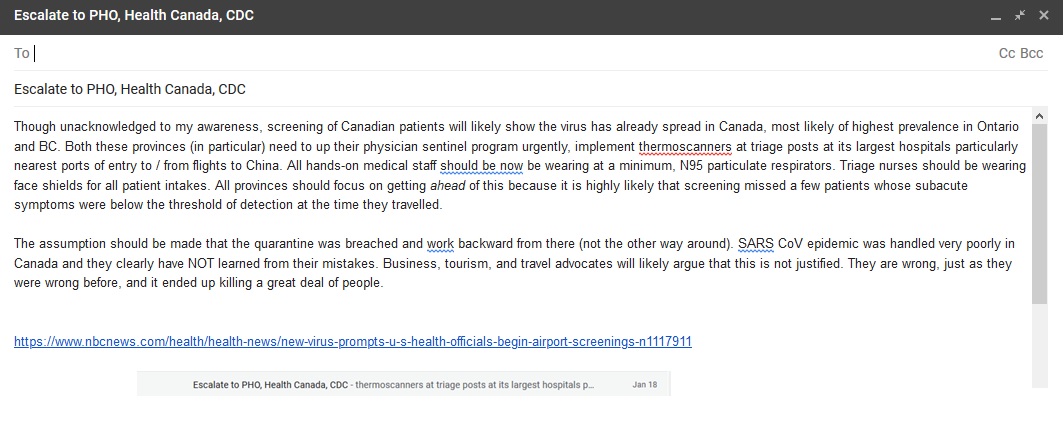 Escalate to PHO, Health Canada, CDC
To Cc Bcc
Escalate to PHO, Health Canada, CDC
Though unacknowledged to my awareness, screening of Canadian patients will likely show the virus has already spread in Canada, most likely of highest prevalence in Ontario
and BC. Both these provinces (in particular) need to up their physician sentinel program urgently, implement thermoscanners at triage posts at its largest hospitals particularly
nearest ports of entry to / from flights to China. All hands-on medical staff should be now be wearing at a minimum, N95 particulate respirators. Triage nurses should be wearing
face shields for all patient intakes. All provinces should focus on getting ahead of this because it is highly likely that screening missed a few patients whose subacute
symptoms were below the threshold of detection at the time they travelled.
The assumption should be made that the quarantine was breached and work backward from there (not the other way around). SARS CoV epidemic was handled very poorly in
Canada and they clearly have NOT learned from their mistakes. Business, tourism, and travel advocates will likely argue that this is not justified. They are wrong, just as they
were wrong before, and it ended up killing a great deal of people.
https://www.nbcnews.com/health/health-news/new-virus-prompts-u-s-health-officials-begin-airport-screenings-n1117911
Escalate to PHO, Health Canada, CDC - thermoscanners at triage posts at its largest hospitals p... Jan 18